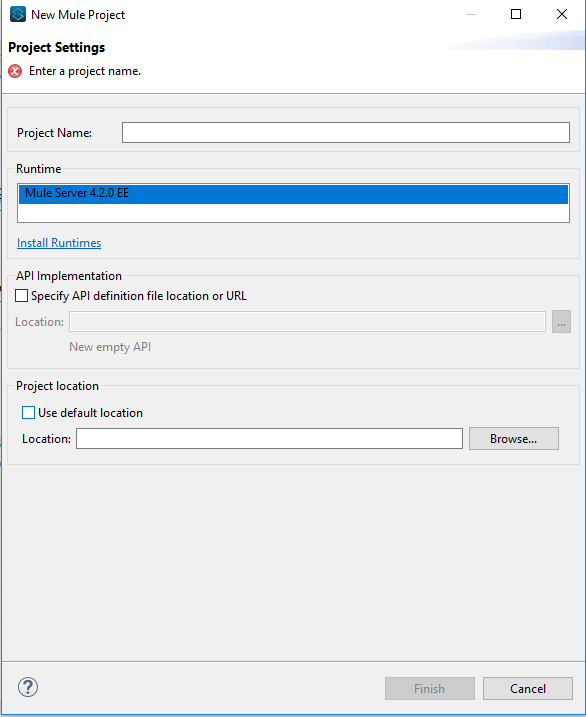 New Mule Project
Project Settings
Enter a project name.
Project Name:
Runtime
Mule Server 4.2.0 EE
Install Runtimes
API Implementation
Specify API definition file location or URL
Location:
...
New empty API
Project location
Use default location
Location:
Browse...
?
Finish
Cancel